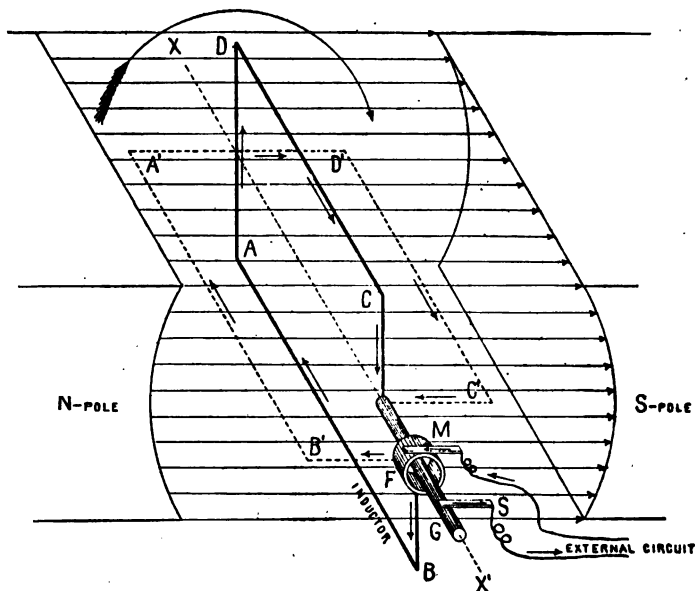 X
D
A'
D'
A
C
C'
N-POLE
S-POLE
M
B'
F
INDUCTOR
S
G
EXTERNAL CIRCUIT
B
X'